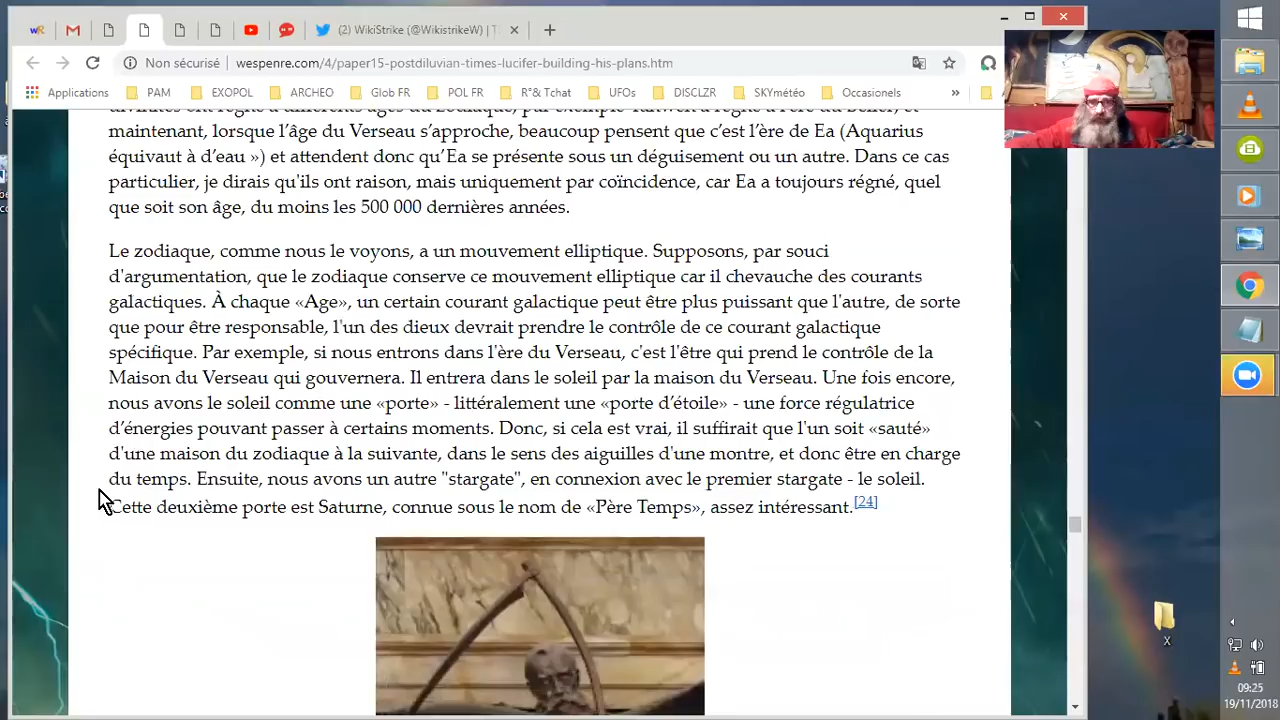 (2) WikiStrike (@WikistrikeW) | T
Non sécurisé | wespenre.com/4/paper15-postdiluvian-times-lucifer-building-his-plans.htm
Applications PAM EXOPOL ARCHEO Glob FR POL FR TOX Tchat UFO2 DISCLZR SKYmétéo Occasionels »
maintenant, lorsque l'âge du Verseau s'approche, beaucoup pensent que c'est l'ère de Ea (Aquarius
équivaut à d'eau ») et attendent donc qu'Ea se présente sous un déguisement ou un autre. Dans ce cas
particulier, je dirais qu'ils ont raison, mais uniquement par coïncidence, car Ea a toujours régné, quel
que soit son âge, du moins les 500 000 dernières années.
Le zodiaque, comme nous le voyons, a un mouvement elliptique. Supposons, par souci
d'argumentation, que le zodiaque conserve ce mouvement elliptique car il chevauche des courants
galactiques. À chaque «Age», un certain courant galactique peut être plus puissant que l'autre, de sorte
que pour être responsable, l'un des dieux devrait prendre le contrôle de ce courant galactique
spécifique. Par exemple, si nous entrons dans l'ère du Verseau, c'est l'être qui prend le contrôle de la
Maison du Verseau qui gouvernera. Il entrera dans le soleil par la maison du Verseau. Une fois encore,
nous avons le soleil comme une «porte» - littéralement une «porte d'étoile» - une force régulatrice
d'énergies pouvant passer à certains moments. Donc, si cela est vrai, il suffirait que l'un soit «sauté»
d'une maison du zodiaque à la suivante, dans le sens des aiguilles d'une montre, et donc être en charge
du temps. Ensuite, nous avons un autre "stargate", en connexion avec le premier stargate - le soleil.
Cette deuxième porte est Saturne, connue sous le nom de «Père Temps», assez intéressant.[24]
X
09:25
19/11/2018